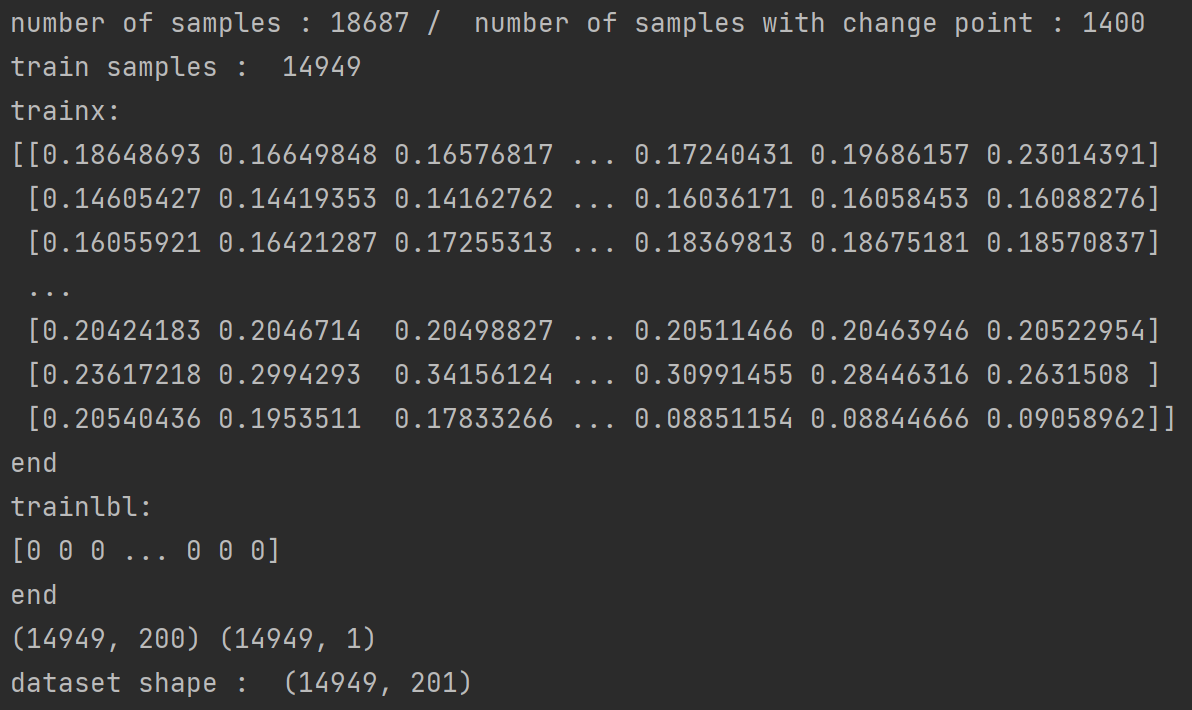 number of samples : 18687 /  number of samples with change point : 1400
train samples :  14949
trainx:
[[0.18648693 0.16649848 0.16576817 ... 0.17240431 0.19686157 0.23014391]
 [0.14605427 0.14419353 0.14162762 ... 0.16036171 0.16058453 0.16088276]
 [0.16055921 0.16421287 0.17255313 ... 0.18369813 0.18675181 0.18570837]
 ...
 [0.20424183 0.2046714  0.20498827 ... 0.20511466 0.20463946 0.20522954]
 [0.23617218 0.2994293  0.34156124 ... 0.30991455 0.28446316 0.2631508 ]
 [0.20540436 0.1953511  0.17833266 ... 0.08851154 0.08844666 0.09058962]]
end
trainlbl:
[0 0 0 ... 0 0 0]
end
(14949, 200) (14949, 1)
dataset shape :  (14949, 201)